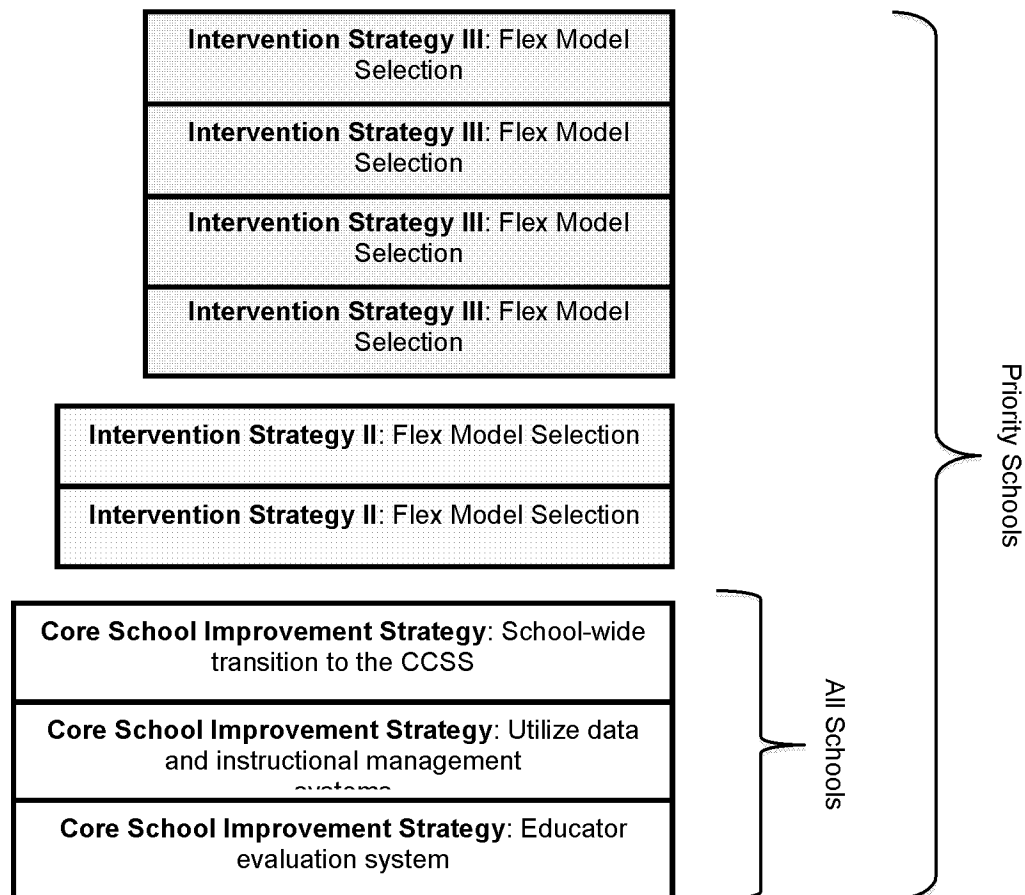 Intervention Strategy III: Flex Model
Selection
Intervention Strategy III: Flex Model
Selection
Intervention Strategy III: Flex Model
Selection
Intervention Strategy III: Flex Model
Selection
Intervention Strategy II: Flex Model Selection
Intervention Strategy II: Flex Model Selection
Core School Improvement Strategy: School-wide
transition to the CCSS
Core School Improvement Strategy: Utilize data
and instructional management
Core School Improvement Strategy: Educator
evaluation system
All Schools
Priority Schools